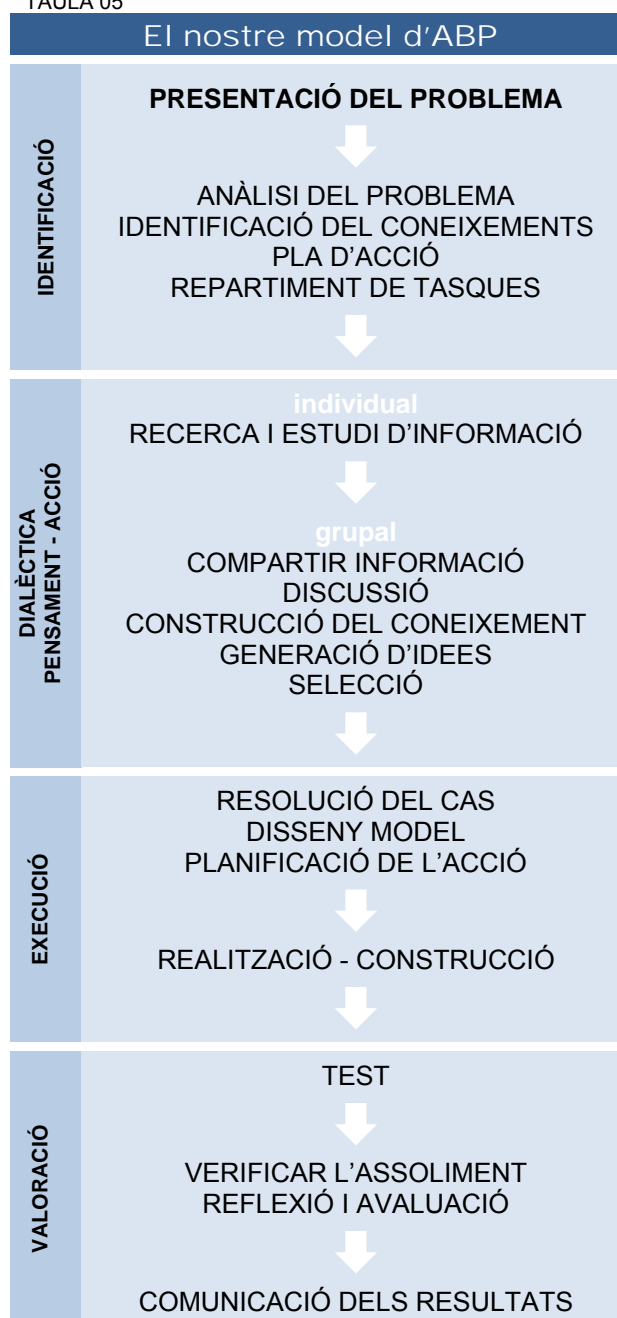 TAULA 05
El nostre model d'ABP
IDENTIFICACIÓ
PRESENTACIÓ DEL PROBLEMA
ANÀLISI DEL PROBLEMA
IDENTIFICACIÓ DEL CONEIXEMENTS
PLA D'ACCIÓ
REPARTIMENT DE TASQUES
DIALÈCTICA
PENSAMENT - ACCIÓ
individual
RECERCA I ESTUDI D'INFORMACIÓ
grupal
COMPARTIR INFORMACIÓ
DISCUSSIÓ
CONSTRUCCIÓ DEL CONEIXEMENT
GENERACIÓ D'IDEES
SELECCIÓ
EXECUCIÓ
RESOLUCIÓ DEL CAS
DISSENY MODEL
PLANIFICACIÓ DE L'ACCIÓ
REALITZACIÓ - CONSTRUCCIÓ
VALORACIÓ
TEST
VERIFICAR L'ASSOLIMENT
REFLEXIÓ I AVALUACIÓ
COMUNICACIÓ DELS RESULTATS